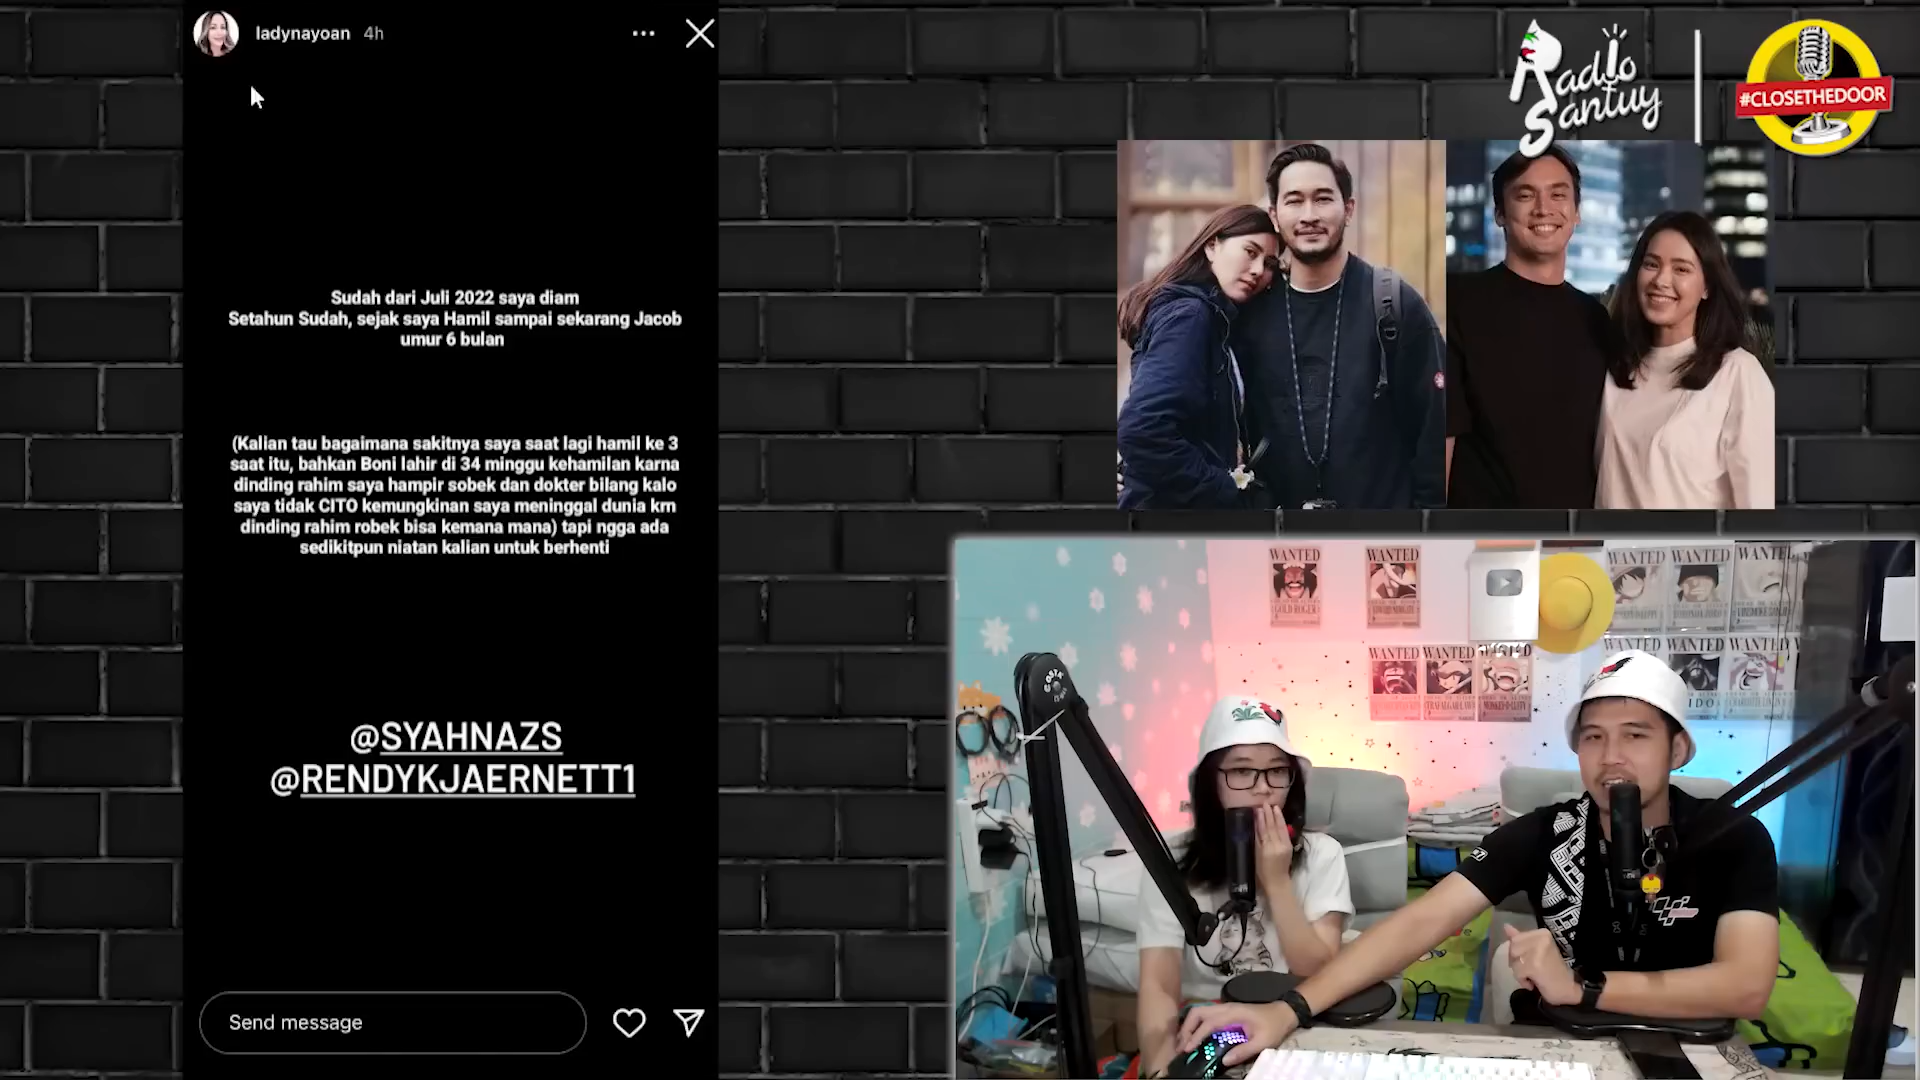 ladynayoan 4h
Sudah dari Juli 2022 saya diam
Setahun Sudah, sejak saya Hamil sampai sekarang Jacob
umur 6 bulan
(Kalian tau bagaimana sakitnya saya saat lagi hamil ke 3
saat itu, bahkan Boni lahir di 34 minggu kehamilan karna
dinding rahim saya hampir sobek dan dokter bilang kalo
saya tidak CITO kemungkinan saya meninggal dunia krn
dinding rahim robek bisa kemana mana) tapi ngga ada
sedikitpun niatan kalian untuk berhenti
@SYAHNAZS
@RENDYKJAERNETT1
Send message
Radio
Santuy
#CLOSETHEDOOR
WANTED
GOLD ROGER
WANTED
WANTED
WANTED
WANTED
WANTED
WANTED
WANTED
WANTED
WANTED